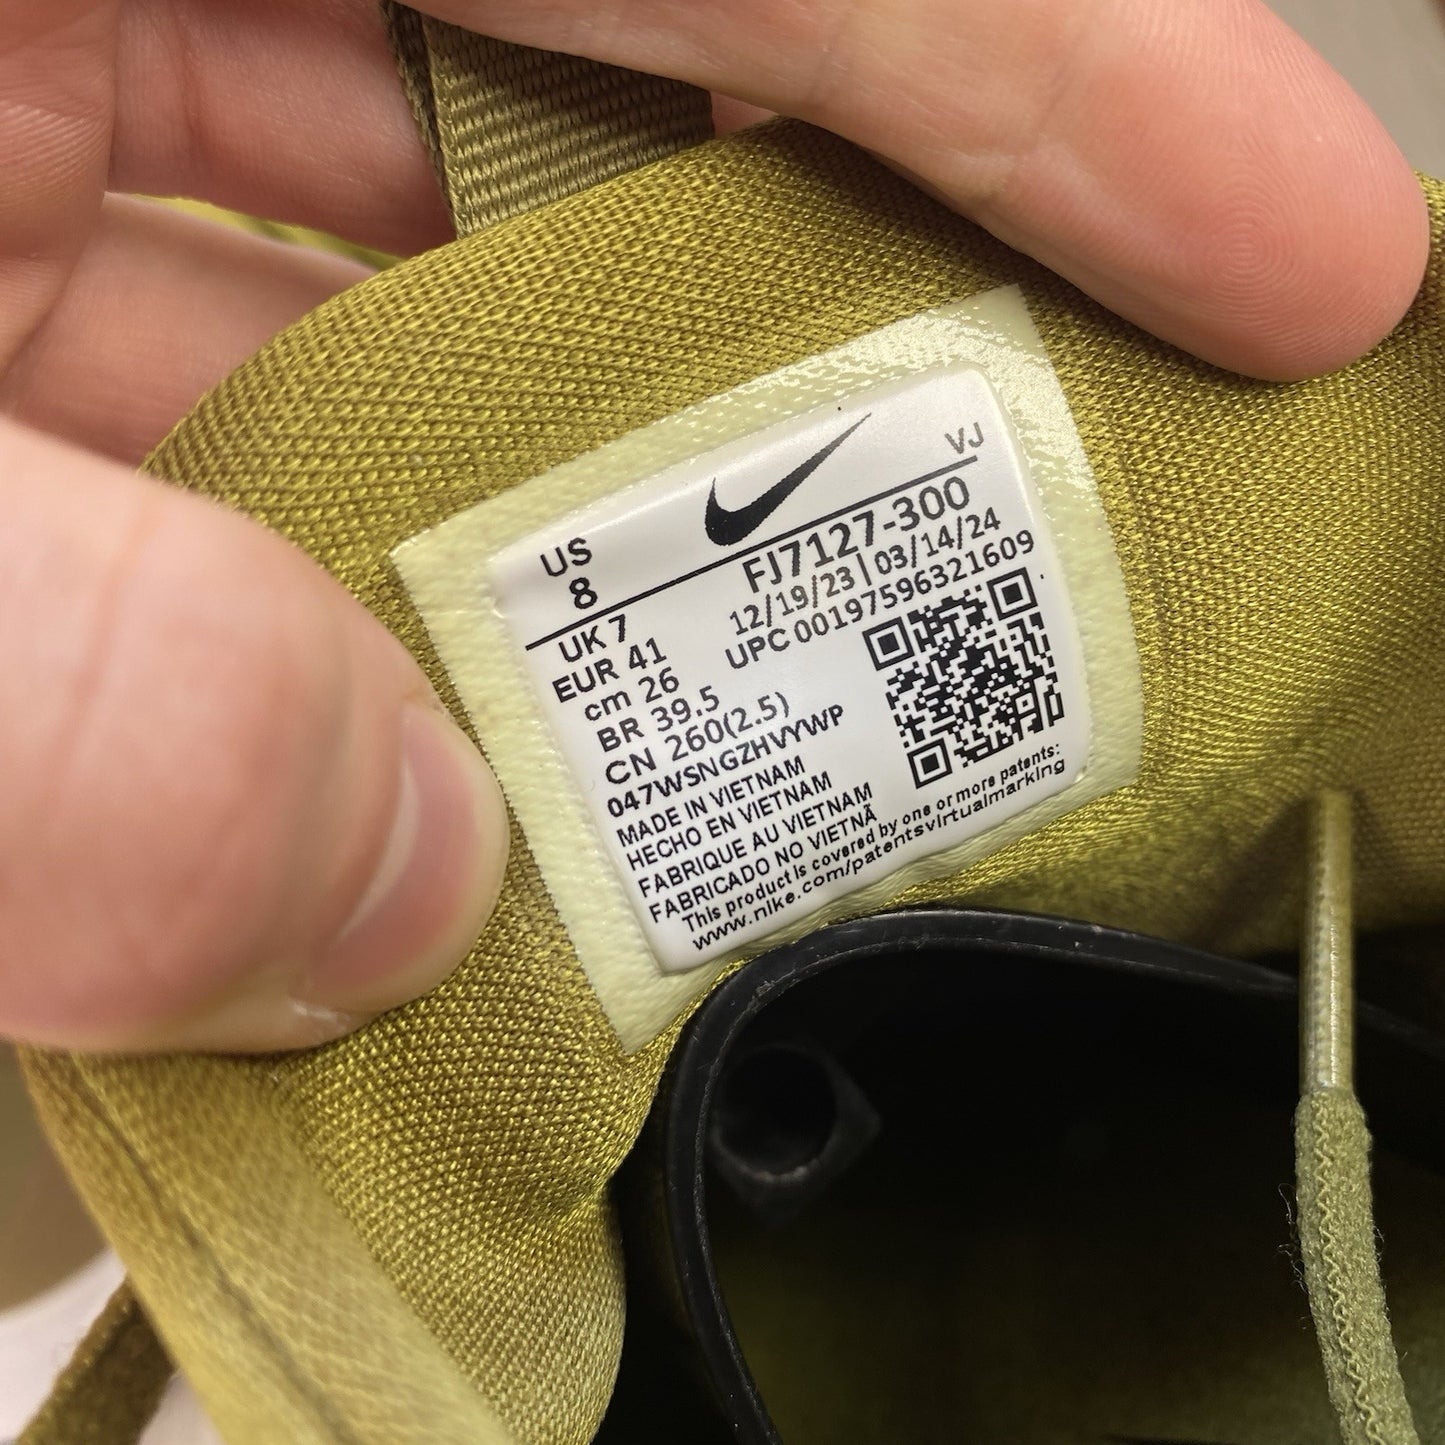 VJ
US
8
FJ7127-300
12/19/23 | 03/14/24
UPC 00197596321609
UK 7
EUR 41
cm 26
BR 39.5
CN 260(2.5)
047WSNGZHVYWP
MADE IN VIETNAM
HECHO EN VIETNAM
FABRIQUE AU VIETNAM
FABRICADO NO VIETNÃ
This product is covered by one or more patents:
www.nike.com/patentsvirtualmarking